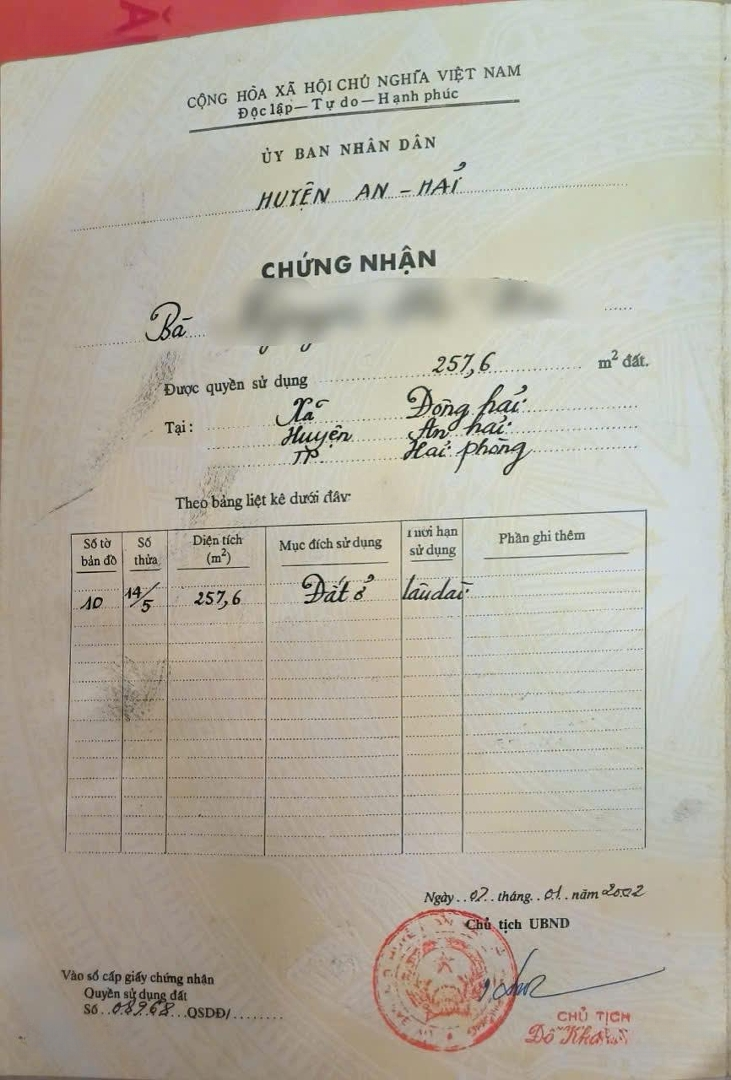 CỘNG HÒA XÃ HỘI CHỦ NGHĨA VIỆT NAM
Độc lập — Tự do — Hạnh phúc
ỦY BAN NHÂN DÂN
HUYỆN AN - HẢI
CHỨNG NHẬN
Bà
Được quyền sử dụng 257,6 m² đất.
Tại: Xã Đông hải
Huyện An hải
TP. Hải phòng
Theo bảng liệt kê dưới đây:
Số tờ bản đồ Số thửa Diện tích (m²) Mục đích sử dụng Thời hạn sử dụng Phần ghi thêm
10 14/5 257,6 Đất ở lâu dài
Ngày 07 tháng 01 năm 2002
Chủ tịch UBND
Vào sổ cấp giấy chứng nhận
Quyền sử dụng đất
Số 08968 QSDĐ/
CHỦ TỊCH